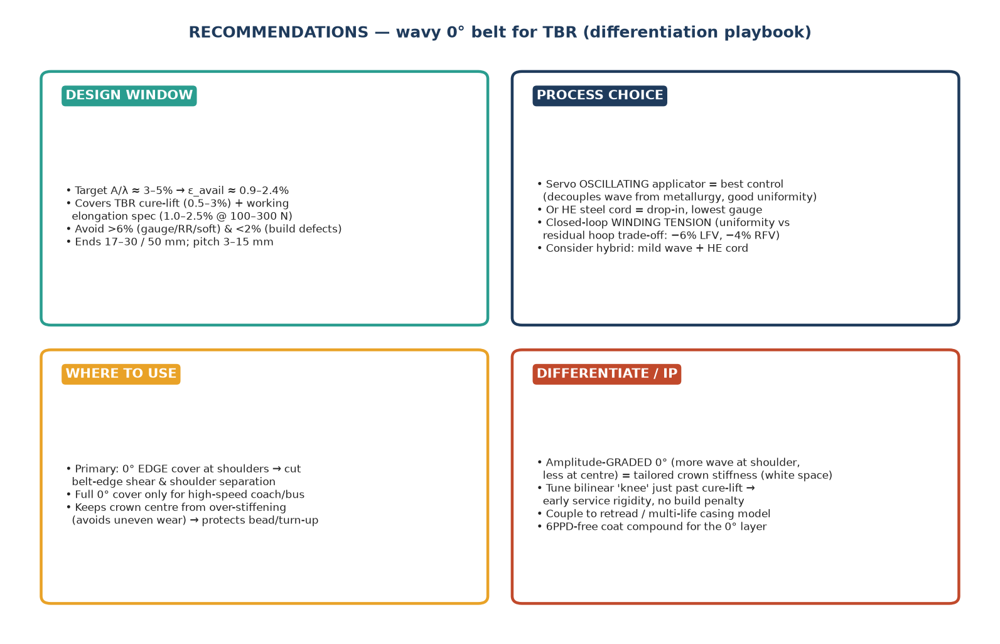 RECOMMENDATIONS — wavy 0° belt for TBR (differentiation playbook)
DESIGN WINDOW
• Target A/λ ≈ 3–5% → ε_avail ≈ 0.9–2.4%
• Covers TBR cure-lift (0.5–3%) + working
elongation spec (1.0–2.5% @ 100–300 N)
• Avoid >6% (gauge/RR/soft) & <2% (build defects)
• Ends 17–30 / 50 mm; pitch 3–15 mm
PROCESS CHOICE
• Servo OSCILLATING applicator = best control
(decouples wave from metallurgy, good uniformity)
• Or HE steel cord = drop-in, lowest gauge
• Closed-loop WINDING TENSION (uniformity vs
residual hoop trade-off: −6% LFV, −4% RFV)
• Consider hybrid: mild wave + HE cord
WHERE TO USE
• Primary: 0° EDGE cover at shoulders → cut
belt-edge shear & shoulder separation
• Full 0° cover only for high-speed coach/bus
• Keeps crown centre from over-stiffening
(avoids uneven wear) → protects bead/turn-up
DIFFERENTIATE / IP
• Amplitude-GRADED 0° (more wave at shoulder,
less at centre) = tailored crown stiffness (white space)
• Tune bilinear 'knee' just past cure-lift →
early service rigidity, no build penalty
• Couple to retread / multi-life casing model
• 6PPD-free coat compound for the 0° layer